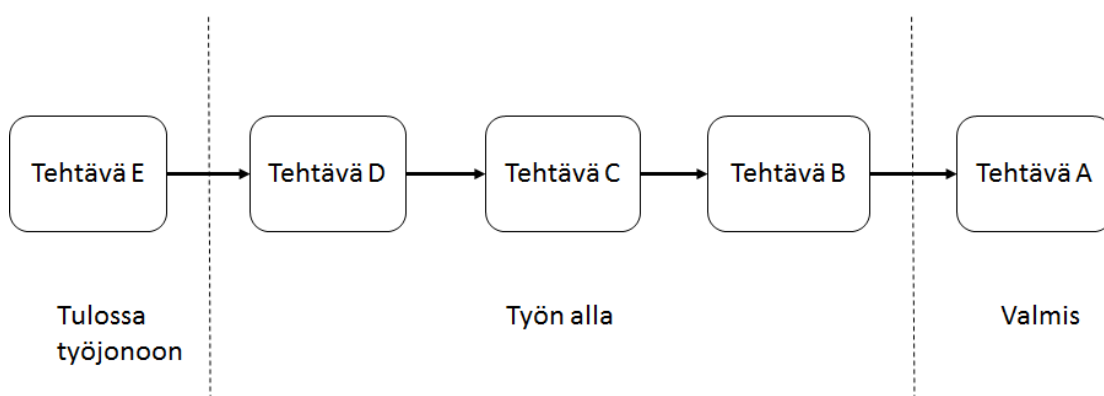 Tehtävä E
Tehtävä D
Tehtävä C
Tehtävä B
Tehtävä A
Tulossa
työjonoon
Työn alla
Valmis